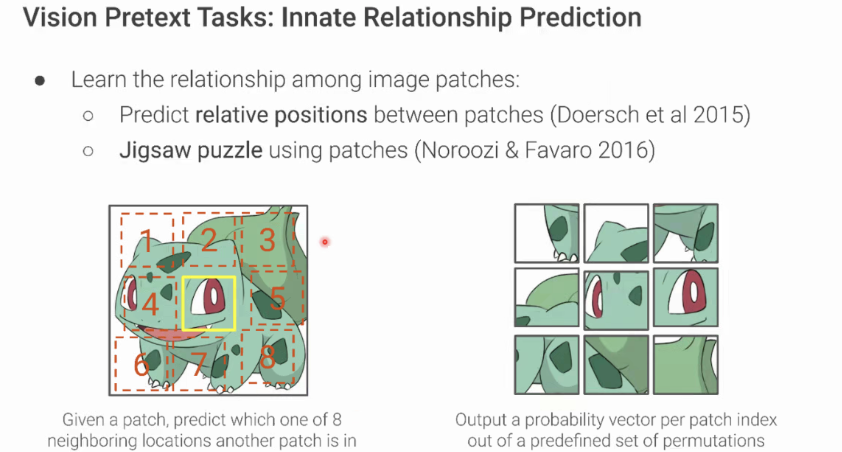 Vision Pretext Tasks: Innate Relationship Prediction
● Learn the relationship among image patches:
○ Predict relative positions between patches (Doersch et al 2015)
○ Jigsaw puzzle using patches (Noroozi & Favaro 2016)
1 2 3
4 5
6 7 8
Given a patch, predict which one of 8
neighboring locations another patch is in
Output a probability vector per patch index
out of a predefined set of permutations